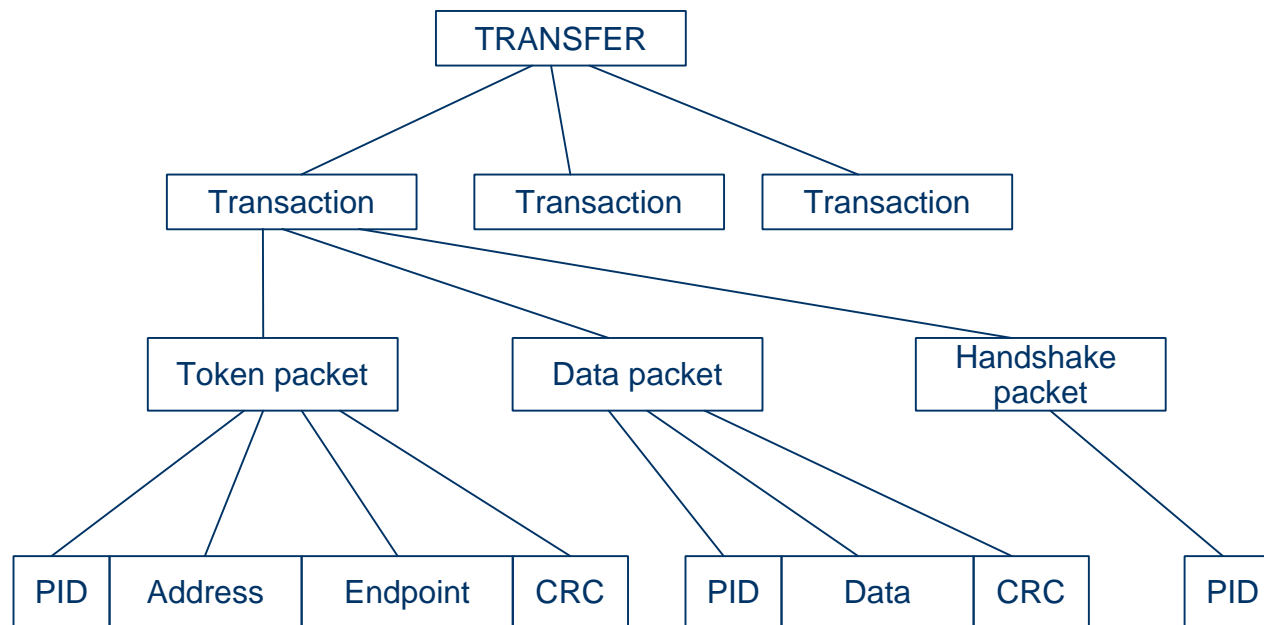 TRANSFER
Transaction
Transaction
Transaction
Token packet
Data packet
Handshake
packet
PID
Address
Endpoint
CRC
PID
Data
CRC
PID